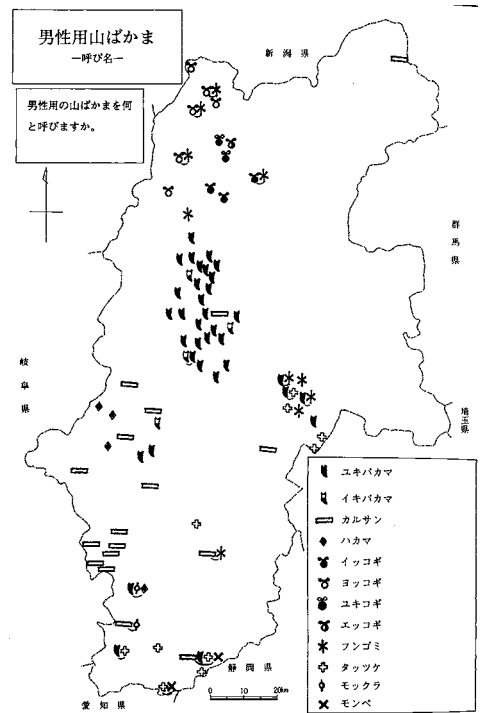 男性用山ばかま
―呼び名―
男性用の山ばかまを何
と呼びますか。
新潟県
群馬県
埼玉県
岐阜県
静岡県
愛知県
ユキバカマ
イキバカマ
カルサン
ハカマ
イッコギ
ヨッコギ
ユキコギ
エッコギ
フンゴミ
タッツケ
モックラ
モンペ
0 10 20km